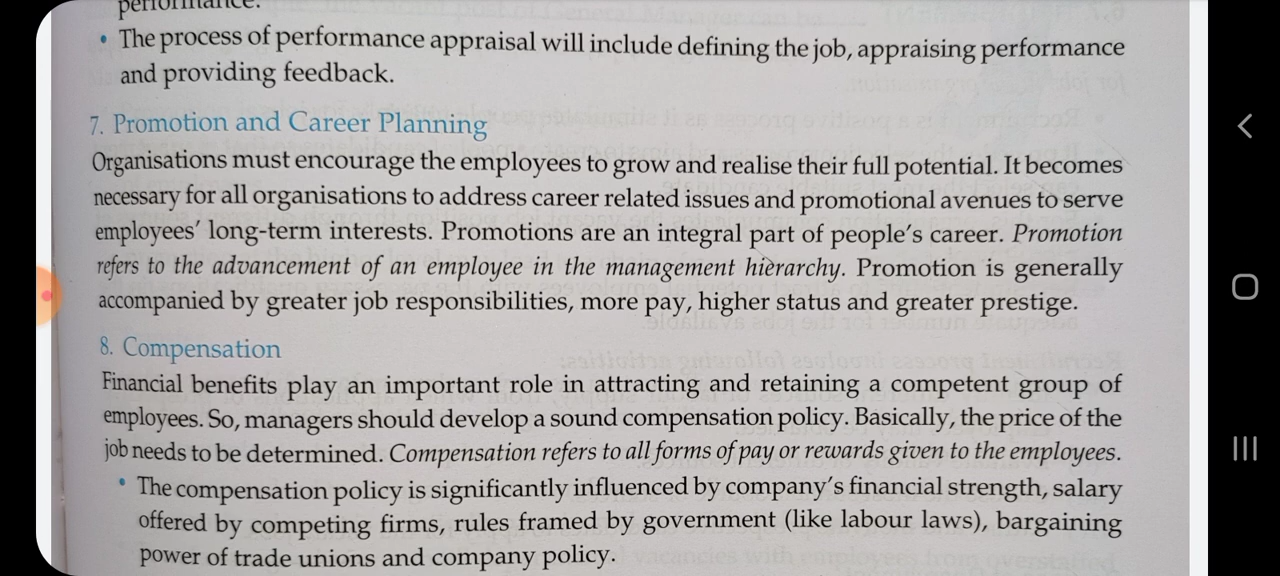 performance.
• The process of performance appraisal will include defining the job, appraising performance
and providing feedback.
7. Promotion and Career Planning
Organisations must encourage the employees to grow and realise their full potential. It becomes
necessary for all organisations to address career related issues and promotional avenues to serve
employees' long-term interests. Promotions are an integral part of people's career. Promotion
refers to the advancement of an employee in the management hierarchy. Promotion is generally
accompanied by greater job responsibilities, more pay, higher status and greater prestige.
8. Compensation
Financial benefits play an important role in attracting and retaining a competent group of
employees. So, managers should develop a sound compensation policy. Basically, the price of the
job needs to be determined. Compensation refers to all forms of pay or rewards given to the employees.
• The compensation policy is significantly influenced by company's financial strength, salary
offered by competing firms, rules framed by government (like labour laws), bargaining
power of trade unions and company policy.